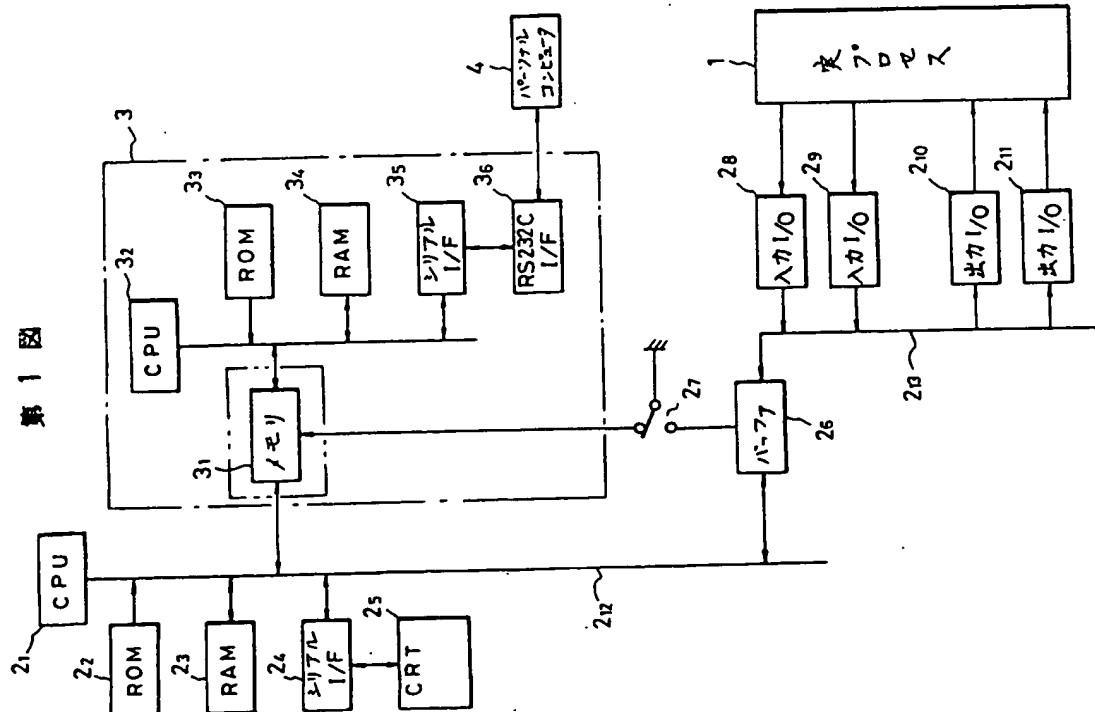 第1図
3
CPU
32
ROM
33
RAM
34
シリアル
I/F
35
RS232C
I/F
36
パーソナル
コンピュータ
4
メモリ
31
CPU
21
ROM
22
RAM
23
シリアル
I/F
24
CRT
25
212
27
バッファ
26
213
入力I/O
28
入力I/O
29
出力I/O
210
出力I/O
211
実プロセス
1